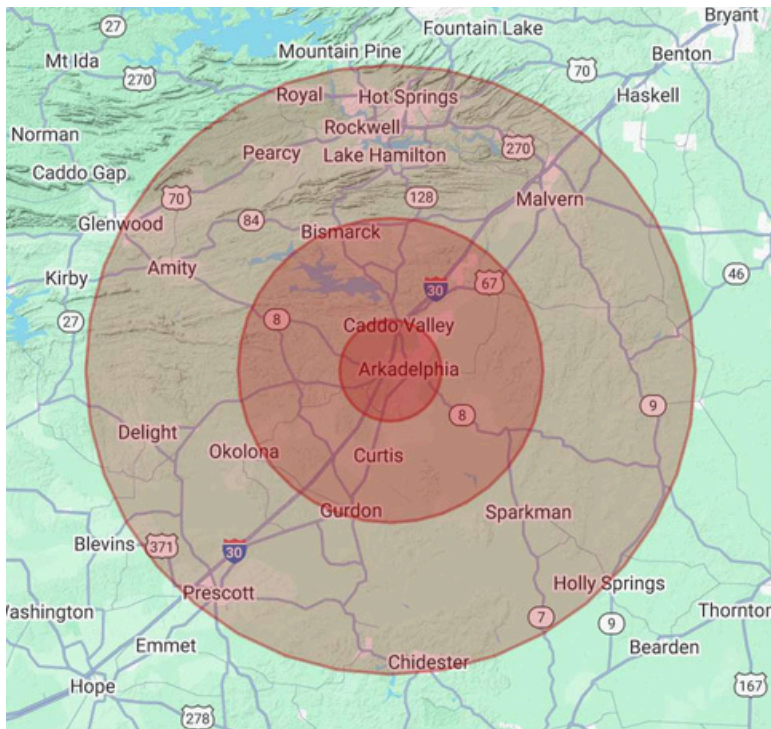 Bryant
27
Fountain Lake
Mountain Pine
Benton
Mt Ida
270
70
Royal
Hot Springs
Haskell
Norman
Rockwell
Pearcy
Lake Hamilton
270
Caddo Gap
70
128
Malvern
Glenwood
84
Bismarck
Kirby
Amity
46
30
67
27
8
Caddo Valley
Arkadelphia
9
8
Delight
Okolona
Curtis
Gurdon
Sparkman
Blevins
371
30
Prescott
Holly Springs
Washington
Thornton
7
9
Emmet
Bearden
Chidester
Hope
167
278